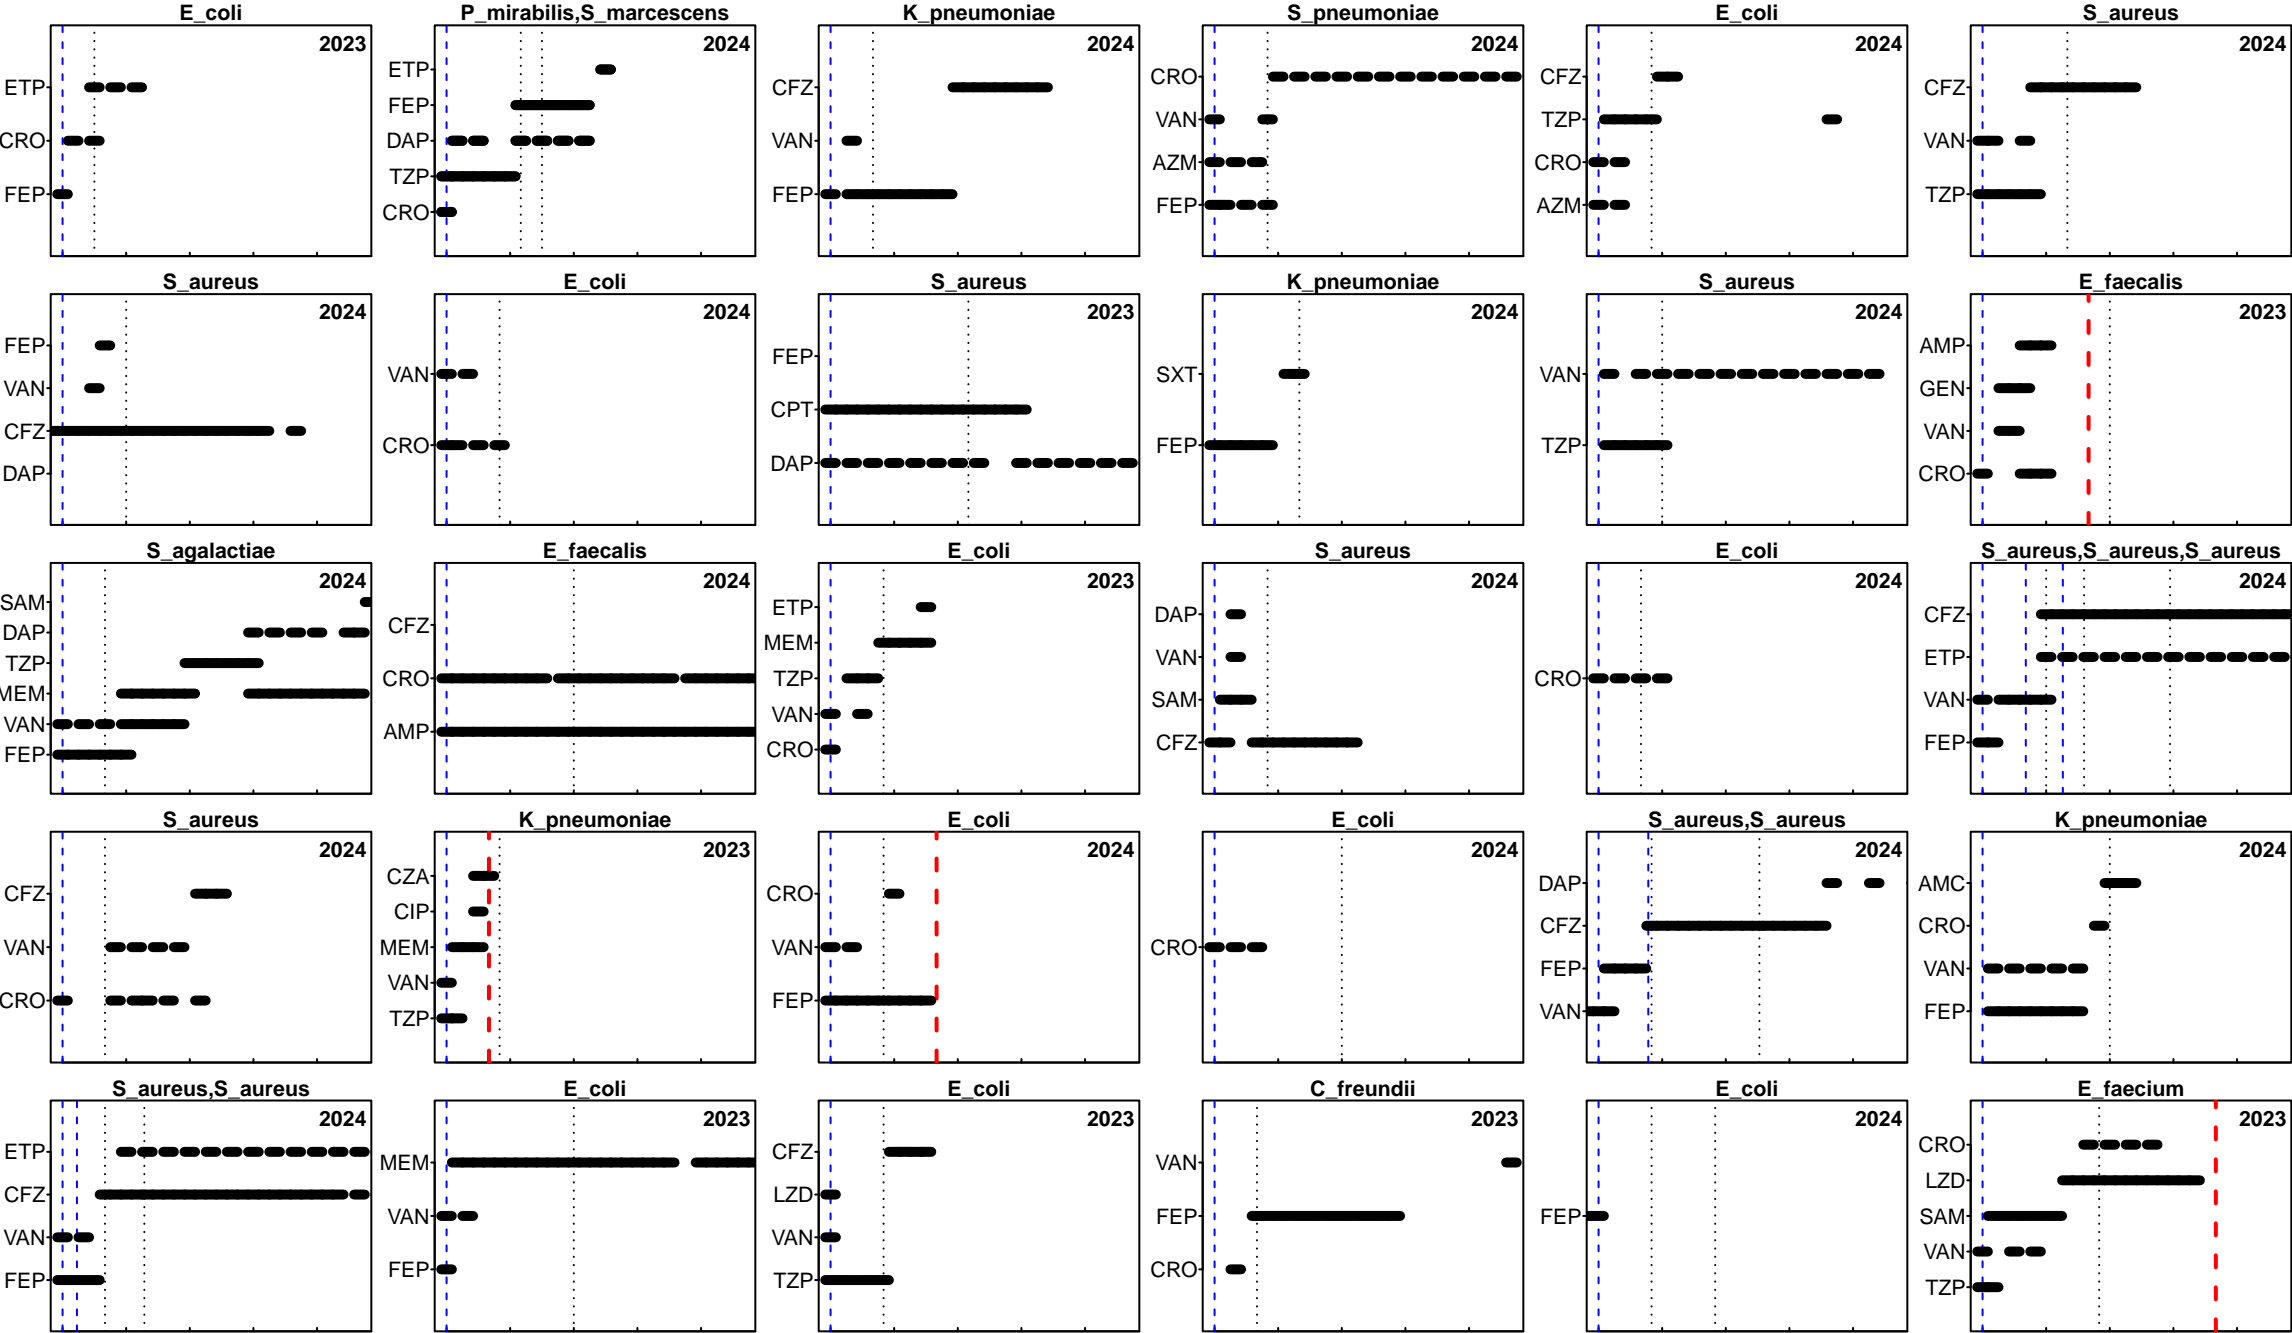 E_coli
2023
ETP
CRO
FEP
P_mirabilis,S_marcescens
2024
ETP
FEP
DAP
TZP
CRO
K_pneumoniae
2024
CFZ
VAN
FEP
S_pneumoniae
2024
CRO
VAN
AZM
FEP
E_coli
2024
CFZ
TZP
CRO
AZM
S_aureus
2024
CFZ
VAN
TZP
S_aureus
2024
FEP
VAN
CFZ
DAP
E_coli
2024
VAN
CRO
S_aureus
2023
FEP
CPT
DAP
K_pneumoniae
2024
SXT
FEP
S_aureus
2024
VAN
TZP
E_faecalis
2023
AMP
GEN
VAN
CRO
S_agalactiae
2024
SAM
DAP
TZP
MEM
VAN
FEP
E_faecalis
2024
CFZ
CRO
AMP
E_coli
2023
ETP
MEM
TZP
VAN
CRO
S_aureus
2024
DAP
VAN
SAM
CFZ
E_coli
2024
CRO
S_aureus,S_aureus,S_aureus
2024
CFZ
ETP
VAN
FEP
S_aureus
2024
CFZ
VAN
CRO
K_pneumoniae
2023
CZA
CIP
MEM
VAN
TZP
E_coli
2024
CRO
VAN
FEP
E_coli
2024
CRO
S_aureus,S_aureus
2024
DAP
CFZ
FEP
VAN
K_pneumoniae
2024
AMC
CRO
VAN
FEP
S_aureus,S_aureus
2024
ETP
CFZ
VAN
FEP
E_coli
2023
MEM
VAN
FEP
E_coli
2023
CFZ
LZD
VAN
TZP
C_freundii
2023
VAN
FEP
CRO
E_coli
2024
FEP
E_faecium
2023
CRO
LZD
SAM
VAN
TZP